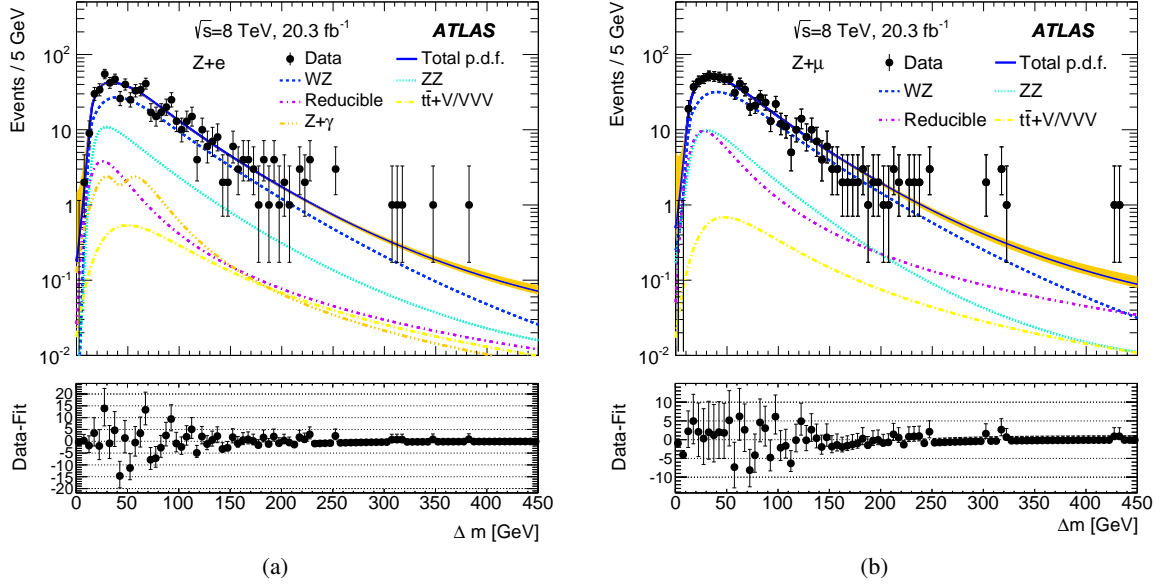 √s=8 TeV, 20.3 fb⁻¹ ATLAS
Z+e
Data
Total p.d.f.
WZ
ZZ
Reducible
tt̄+V/VVV
Z+γ
Events / 5 GeV
10²
10
1
10⁻¹
10⁻²
Data-Fit
20
15
10
5
0
-5
-10
-15
-20
0 50 100 150 200 250 300 350 400 450
Δ m [GeV]
(a)
√s=8 TeV, 20.3 fb⁻¹ ATLAS
Z+μ
Data
Total p.d.f.
WZ
ZZ
Reducible
tt̄+V/VVV
Events / 5 GeV
10²
10
1
10⁻¹
10⁻²
Data-Fit
10
5
0
-5
-10
0 50 100 150 200 250 300 350 400 450
Δm [GeV]
(b)